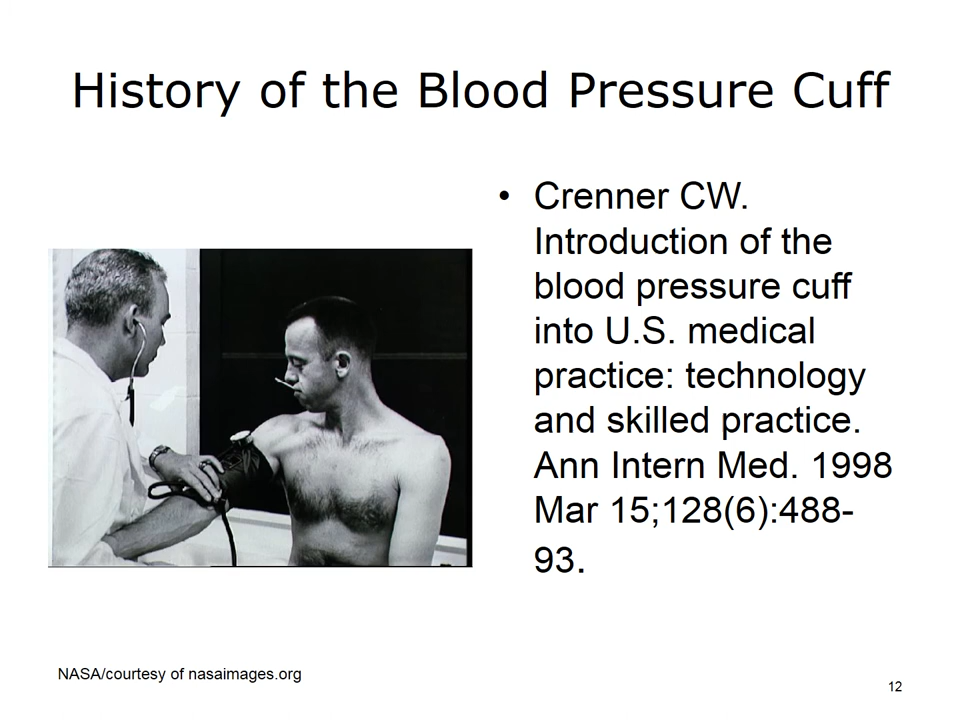 History of the Blood Pressure Cuff
• Crenner CW.
Introduction of the
blood pressure cuff
into U.S. medical
practice: technology
and skilled practice.
Ann Intern Med. 1998
Mar 15;128(6):488-
93.
NASA/courtesy of nasaimages.org
12